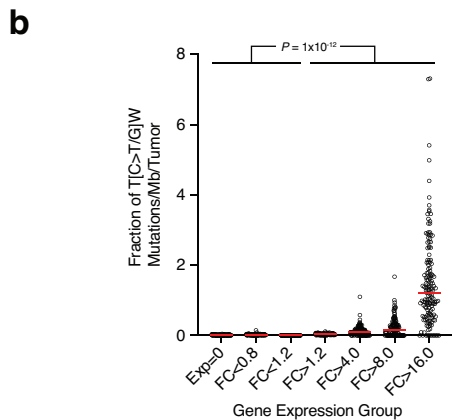 b
P = 1x10-12
Fraction of T[C>T/G]W
Mutations/Mb/Tumor
8
6
4
2
0
Exp=0
FC<0.8
FC<1.2
FC>1.2
FC>4.0
FC>8.0
FC>16.0
Gene Expression Group